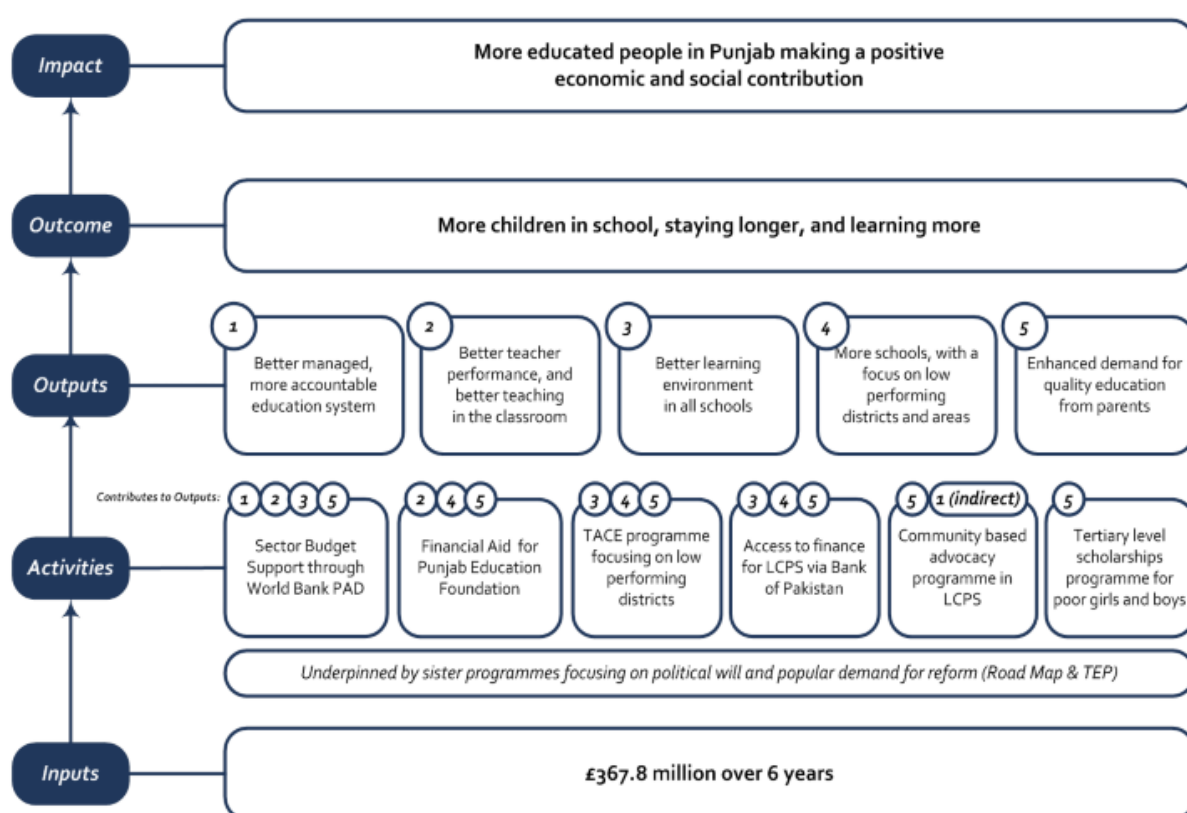 Impact
More educated people in Punjab making a positive
economic and social contribution
Outcome
More children in school, staying longer, and learning more
Outputs
1
Better managed,
more accountable
education system
2
Better teacher
performance, and
better teaching
in the classroom
3
Better learning
environment
in all schools
4
More schools, with a
focus on low
performing
districts and areas
5
Enhanced demand for
quality education
from parents
Contributes to Outputs:
Activities
1 2 3 5
Sector Budget
Support through
World Bank PAD
2 4 5
Financial Aid for
Punjab Education
Foundation
3 4 5
TACE programme
focusing on low
performing
districts
3 4 5
Access to finance
for LCPS via Bank
of Pakistan
5 1 (indirect)
Community based
advocacy
programme in
LCPS
5
Tertiary level
scholarships
programme for
poor girls and boys
Underpinned by sister programmes focusing on political will and popular demand for reform (Road Map & TEP)
Inputs
£367.8 million over 6 years